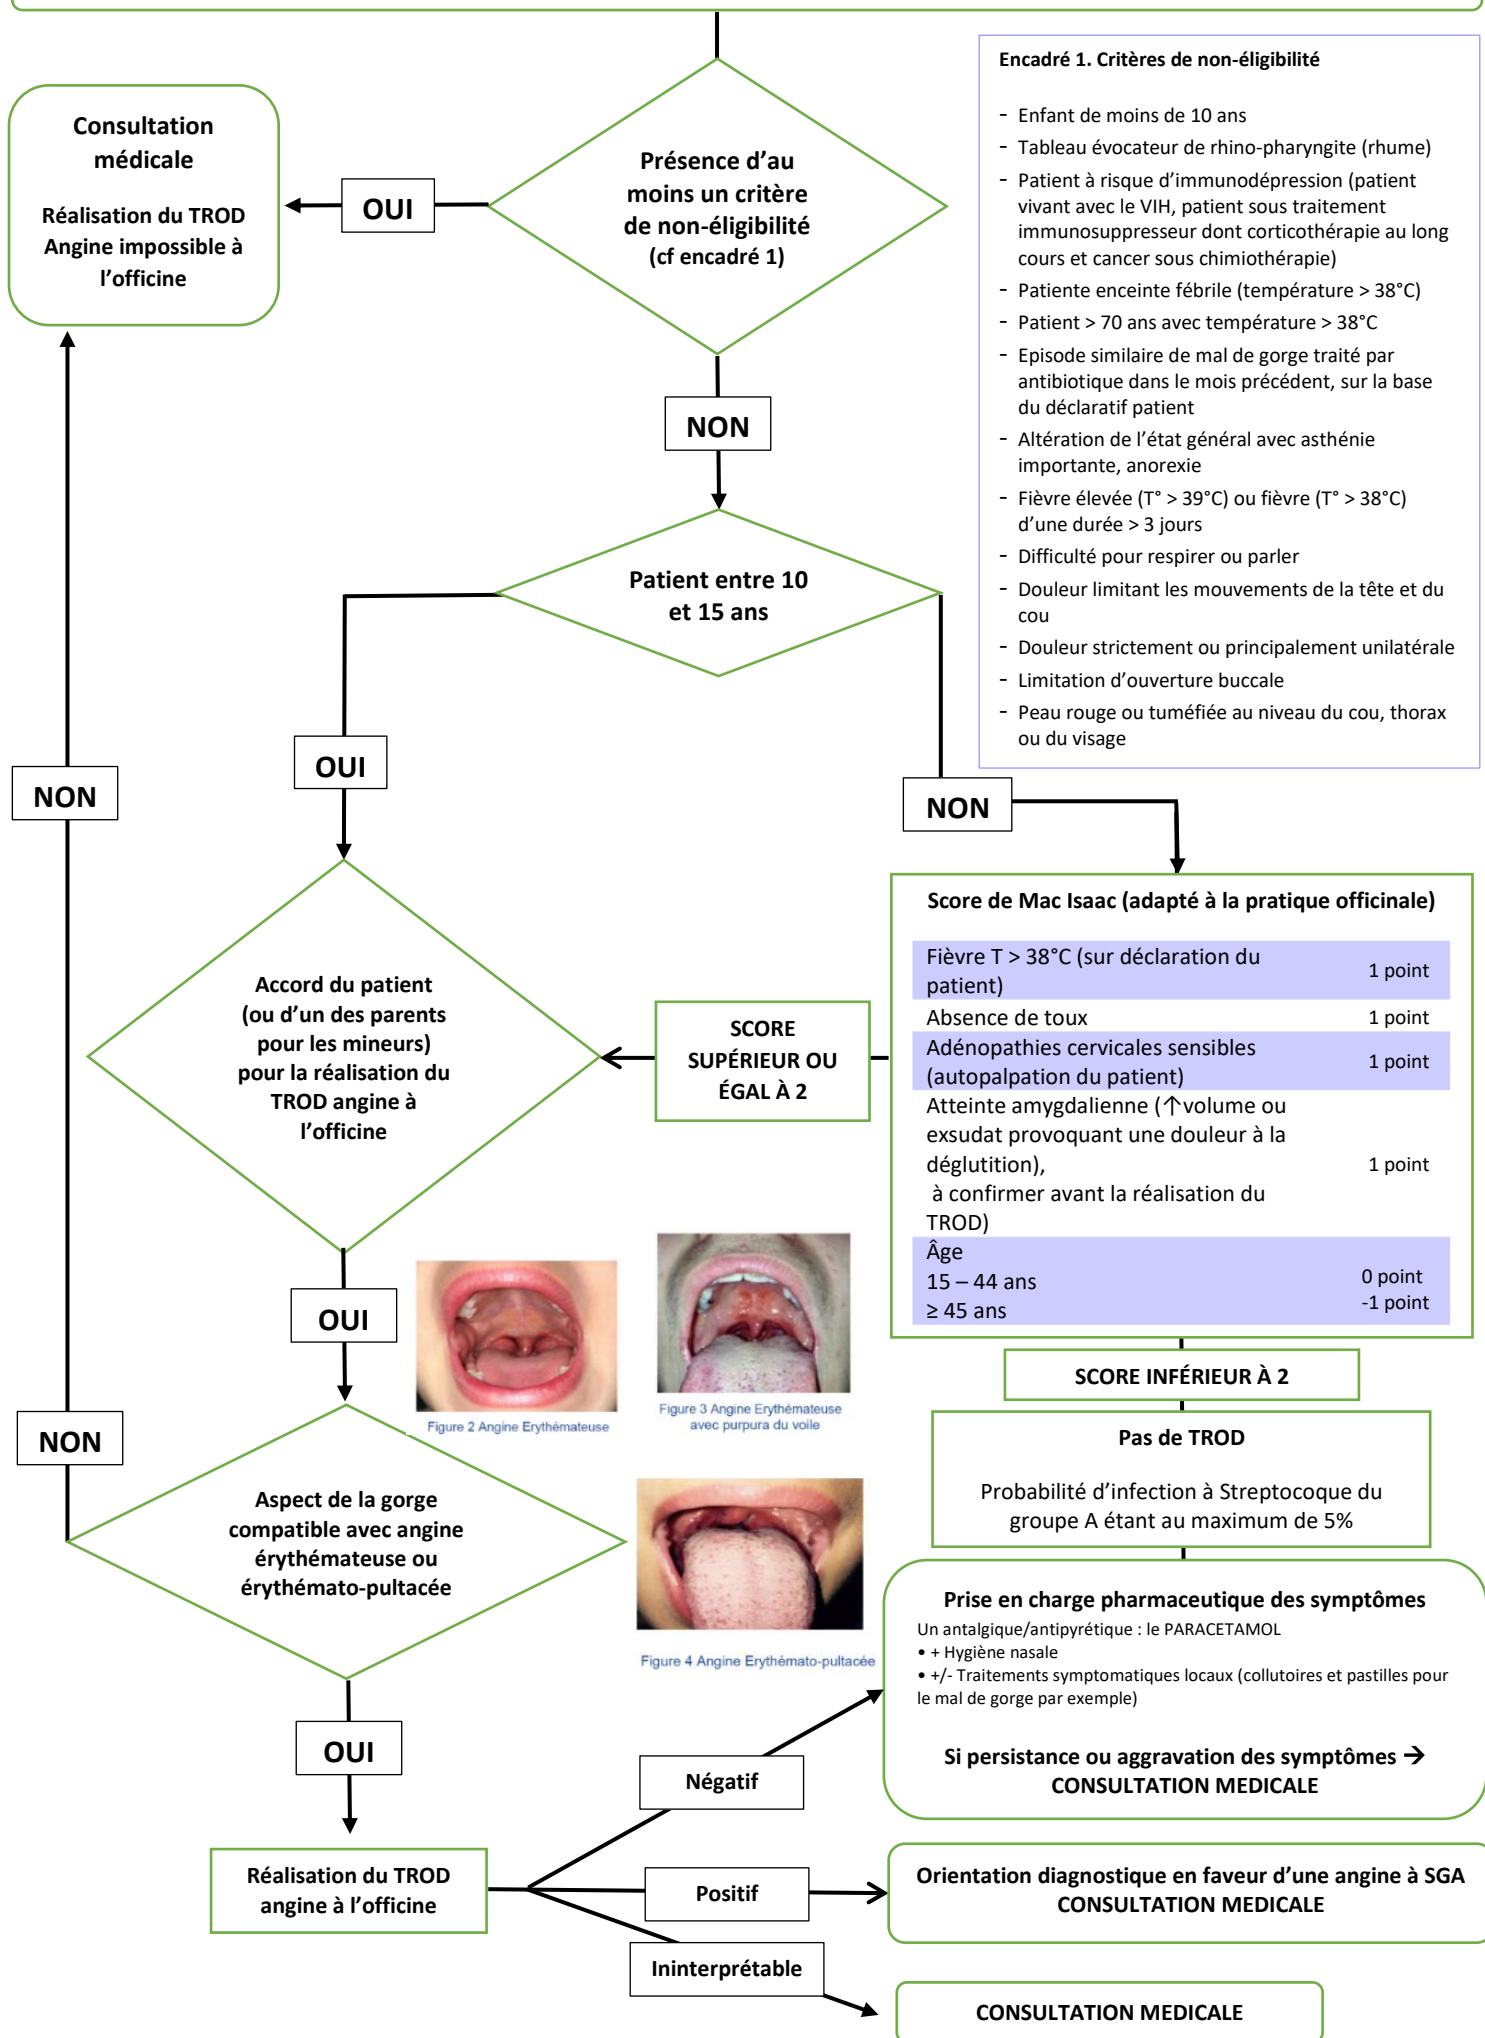 Encadré 1. Critères de non-éligibilité
- Enfant de moins de 10 ans
- Tableau évocateur de rhino-pharyngite (rhume)
- Patient à risque d’immunodépression (patient
vivant avec le VIH, patient sous traitement
immunosuppresseur dont corticothérapie au long
cours et cancer sous chimiothérapie)
- Patiente enceinte fébrile (température > 38°C)
- Patient > 70 ans avec température > 38°C
- Episode similaire de mal de gorge traité par
antibiotique dans le mois précédent, sur la base
du déclaratif patient
- Altération de l’état général avec asthénie
importante, anorexie
- Fièvre élevée (T° > 39°C) ou fièvre (T° > 38°C)
d’une durée > 3 jours
- Difficulté pour respirer ou parler
- Douleur limitant les mouvements de la tête et du
cou
- Douleur strictement ou principalement unilatérale
- Limitation d’ouverture buccale
- Peau rouge ou tuméfiée au niveau du cou, thorax
ou du visage
Consultation
médicale
Réalisation du TROD
Angine impossible à
l’officine
OUI
Présence d’au
moins un critère
de non-éligibilité
(cf encadré 1)
NON
Patient entre 10
et 15 ans
OUI
NON
NON
Score de Mac Isaac (adapté à la pratique officinale)
Fièvre T > 38°C (sur déclaration du
patient) 1 point
Absence de toux 1 point
Adénopathies cervicales sensibles
(autopalpation du patient) 1 point
Atteinte amygdalienne (↑volume ou
exsudat provoquant une douleur à la
déglutition), 1 point
à confirmer avant la réalisation du
TROD)
Âge
15 – 44 ans 0 point
≥ 45 ans -1 point
SCORE
SUPÉRIEUR OU
ÉGAL À 2
Accord du patient
(ou d’un des parents
pour les mineurs)
pour la réalisation du
TROD angine à
l’officine
OUI
Figure 2 Angine Erythémateuse
Figure 3 Angine Erythémateuse
avec purpura du voile
Figure 4 Angine Erythémato-pultacée
SCORE INFÉRIEUR À 2
Pas de TROD
Probabilité d’infection à Streptocoque du
groupe A étant au maximum de 5%
NON
Aspect de la gorge
compatible avec angine
érythémateuse ou
érythémato-pultacée
Prise en charge pharmaceutique des symptômes
Un antalgique/antipyrétique : le PARACETAMOL
• + Hygiène nasale
• +/- Traitements symptomatiques locaux (collutoires et pastilles pour
le mal de gorge par exemple)
Si persistance ou aggravation des symptômes →
CONSULTATION MEDICALE
OUI
Négatif
Réalisation du TROD
angine à l’officine
Positif
Orientation diagnostique en faveur d’une angine à SGA
CONSULTATION MEDICALE
Ininterprétable
CONSULTATION MEDICALE